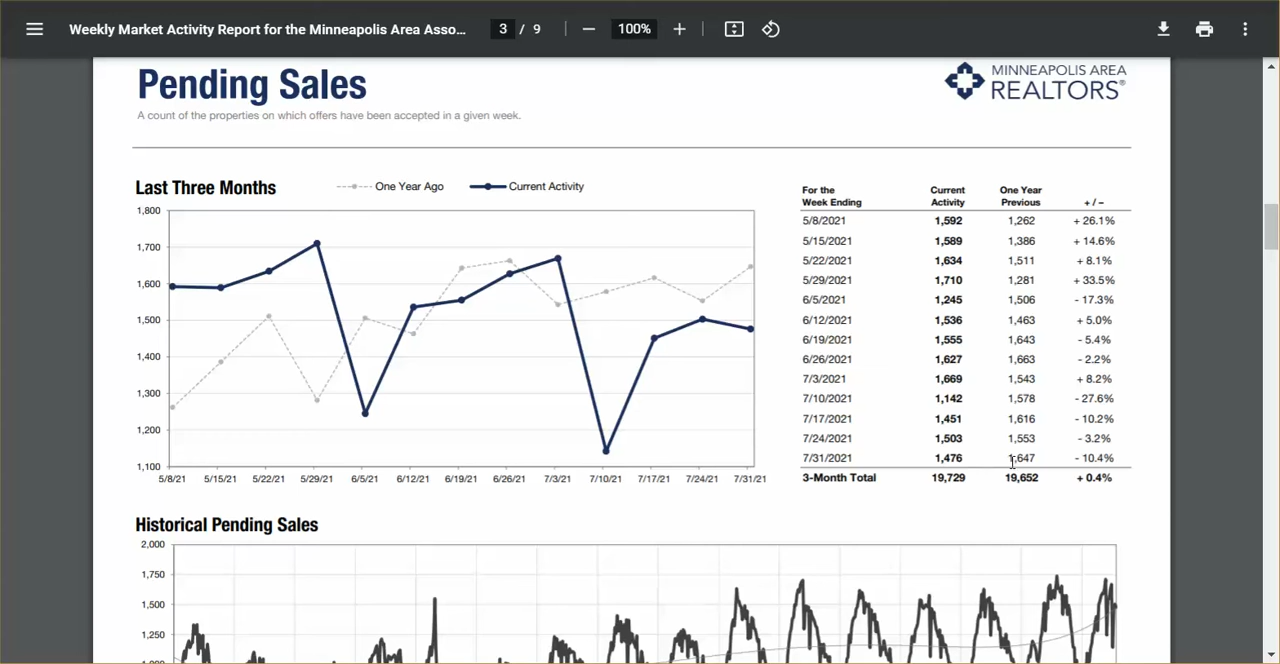 Weekly Market Activity Report for the Minneapolis Area Asso...
3 / 9
100%
Pending Sales
A count of the properties on which offers have been accepted in a given week.
MINNEAPOLIS AREA
REALTORS®
Last Three Months
One Year Ago
Current Activity
1,800
1,700
1,600
1,500
1,400
1,300
1,200
1,100
5/8/21 5/15/21 5/22/21 5/29/21 6/5/21 6/12/21 6/19/21 6/26/21 7/3/21 7/10/21 7/17/21 7/24/21 7/31/21
For the Current One Year
Week Ending Activity Previous + / –
5/8/2021 1,592 1,262 + 26.1%
5/15/2021 1,589 1,386 + 14.6%
5/22/2021 1,634 1,511 + 8.1%
5/29/2021 1,710 1,281 + 33.5%
6/5/2021 1,245 1,506 - 17.3%
6/12/2021 1,536 1,463 + 5.0%
6/19/2021 1,555 1,643 - 5.4%
6/26/2021 1,627 1,663 - 2.2%
7/3/2021 1,669 1,543 + 8.2%
7/10/2021 1,142 1,578 - 27.6%
7/17/2021 1,451 1,616 - 10.2%
7/24/2021 1,503 1,553 - 3.2%
7/31/2021 1,476 1,647 - 10.4%
3-Month Total 19,729 19,652 + 0.4%
Historical Pending Sales
2,000
1,750
1,500
1,250